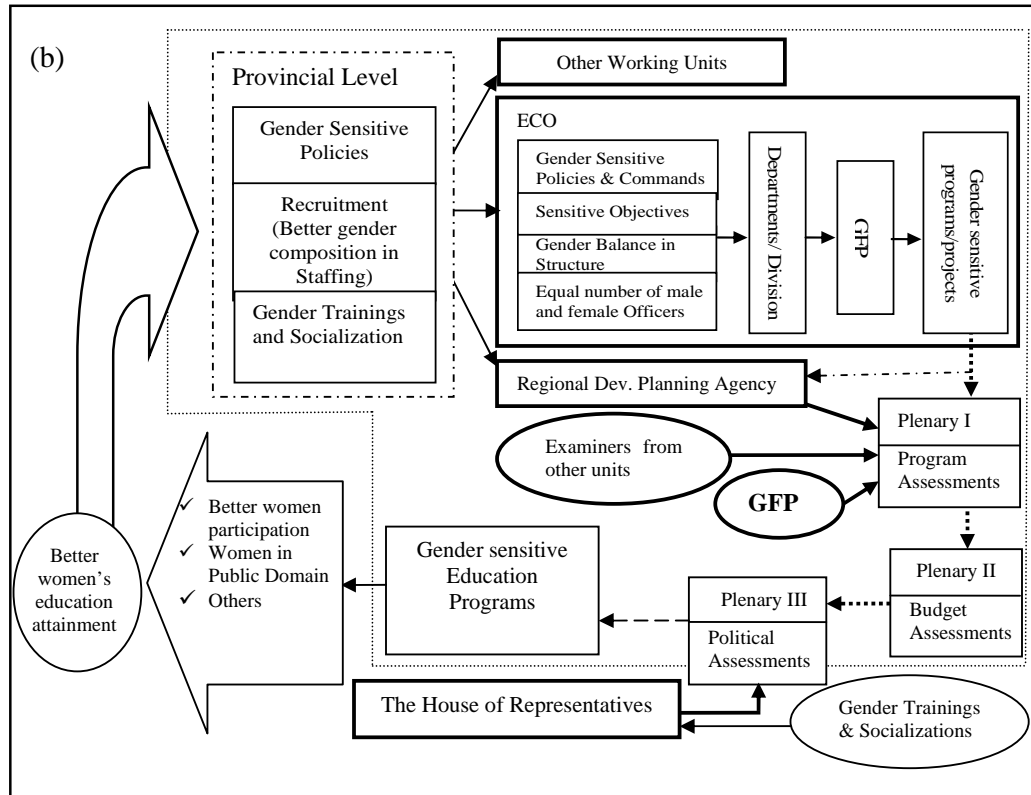 (b)
Provincial Level
Gender Sensitive
Policies
Recruitment
(Better gender
composition in
Staffing)
Gender Trainings
and Socialization
Other Working Units
ECO
Gender Sensitive
Policies & Commands
Sensitive Objectives
Gender Balance in
Structure
Equal number of male
and female Officers
Departments/ Division
GFP
Gender sensitive
programs/projects
Regional Dev. Planning Agency
Examiners from
other units
GFP
Plenary I
Program
Assessments
Plenary II
Budget
Assessments
Plenary III
Political
Assessments
Gender sensitive
Education
Programs
✓ Better women
participation
✓ Women in
Public Domain
✓ Others
Better
women's
education
attainment
The House of Representatives
Gender Trainings
& Socializations